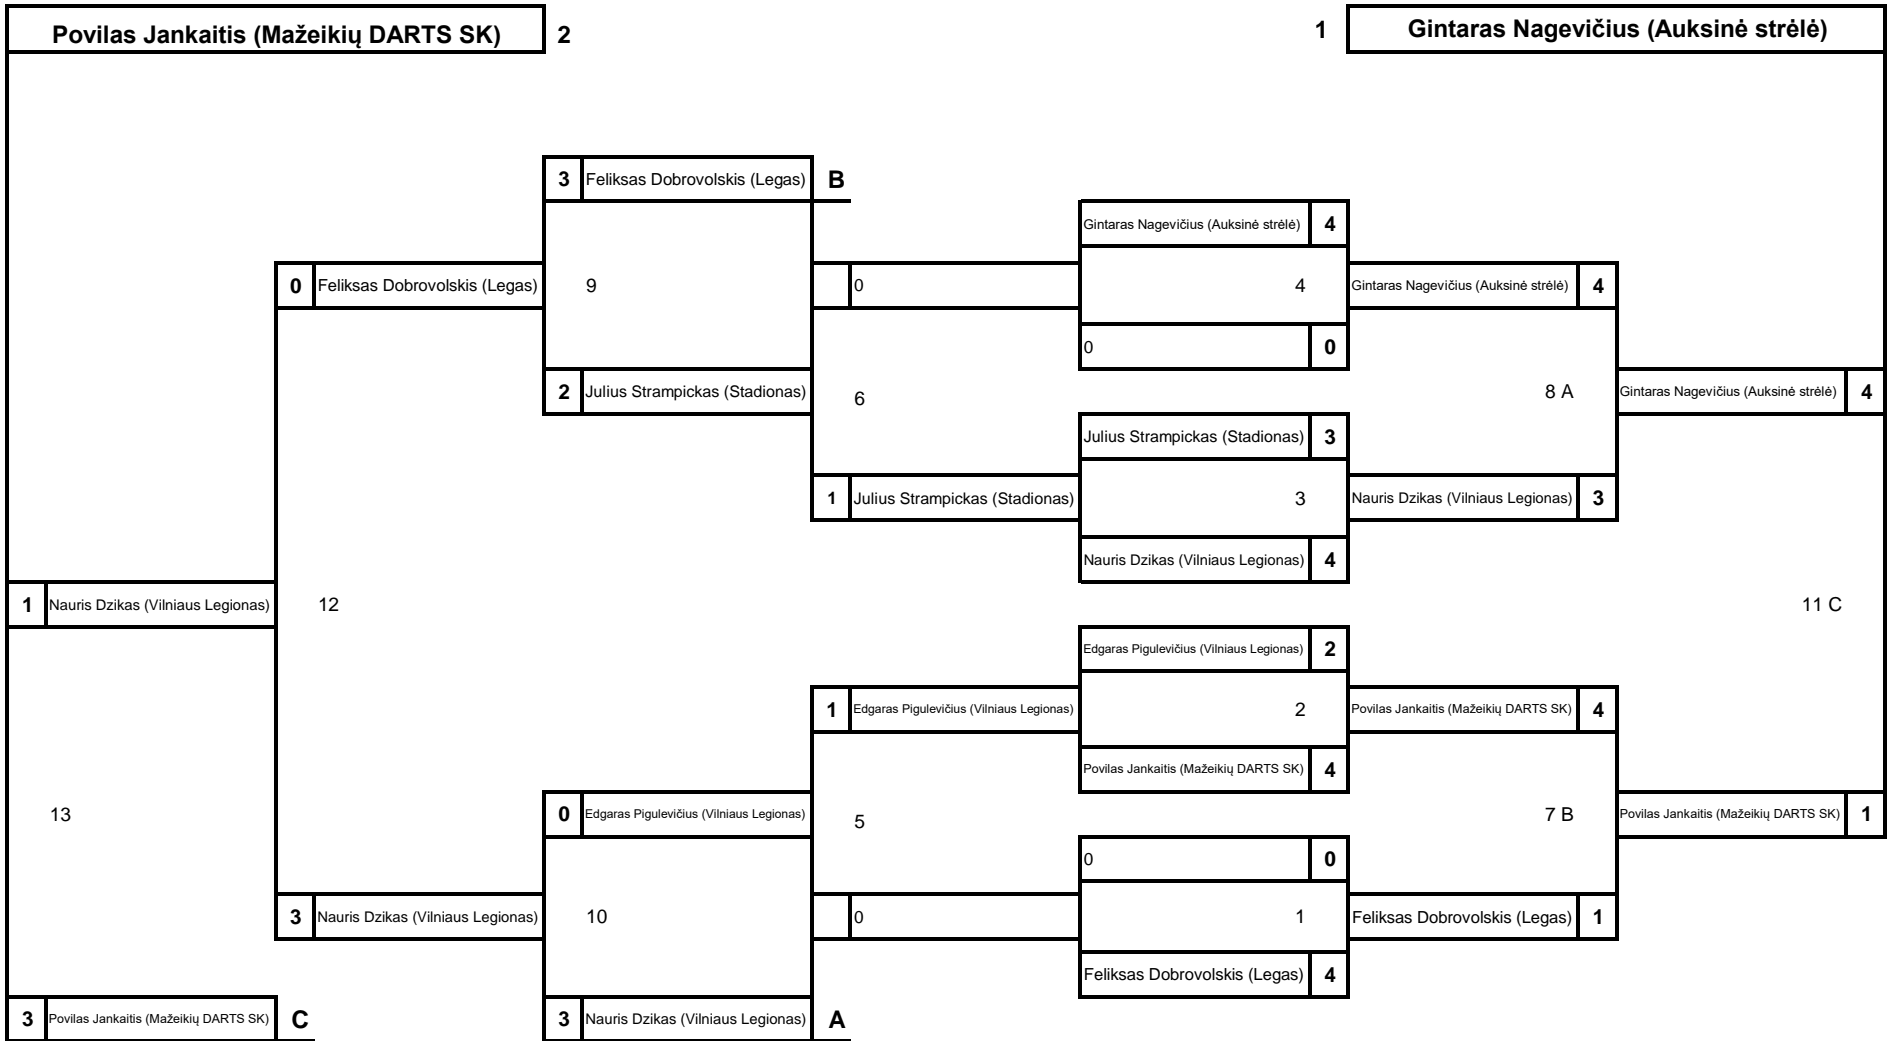 Povilas Jankaitis (Mažeikių DARTS SK) 2 1 Gintaras Nagevičius (Auksinė strėlė)
3 Feliksas Dobrovolskis (Legas) B
Gintaras Nagevičius (Auksinė strėlė) 4
0 Feliksas Dobrovolskis (Legas) 9 0 4 Gintaras Nagevičius (Auksinė strėlė) 4
0 0
2 Julius Strampickas (Stadionas) 6 8 A Gintaras Nagevičius (Auksinė strėlė) 4
Julius Strampickas (Stadionas) 3
1 Julius Strampickas (Stadionas) 3 Nauris Dzikas (Vilniaus Legionas) 3
Nauris Dzikas (Vilniaus Legionas) 4
1 Nauris Dzikas (Vilniaus Legionas) 12 11 C
Edgaras Pigulevičius (Vilniaus Legionas) 2
1 Edgaras Pigulevičius (Vilniaus Legionas) 2 Povilas Jankaitis (Mažeikių DARTS SK) 4
Povilas Jankaitis (Mažeikių DARTS SK) 4
13 0 Edgaras Pigulevičius (Vilniaus Legionas) 5 7 B Povilas Jankaitis (Mažeikių DARTS SK) 1
0 0
3 Nauris Dzikas (Vilniaus Legionas) 10 0 1 Feliksas Dobrovolskis (Legas) 1
Feliksas Dobrovolskis (Legas) 4
3 Povilas Jankaitis (Mažeikių DARTS SK) C 3 Nauris Dzikas (Vilniaus Legionas) A